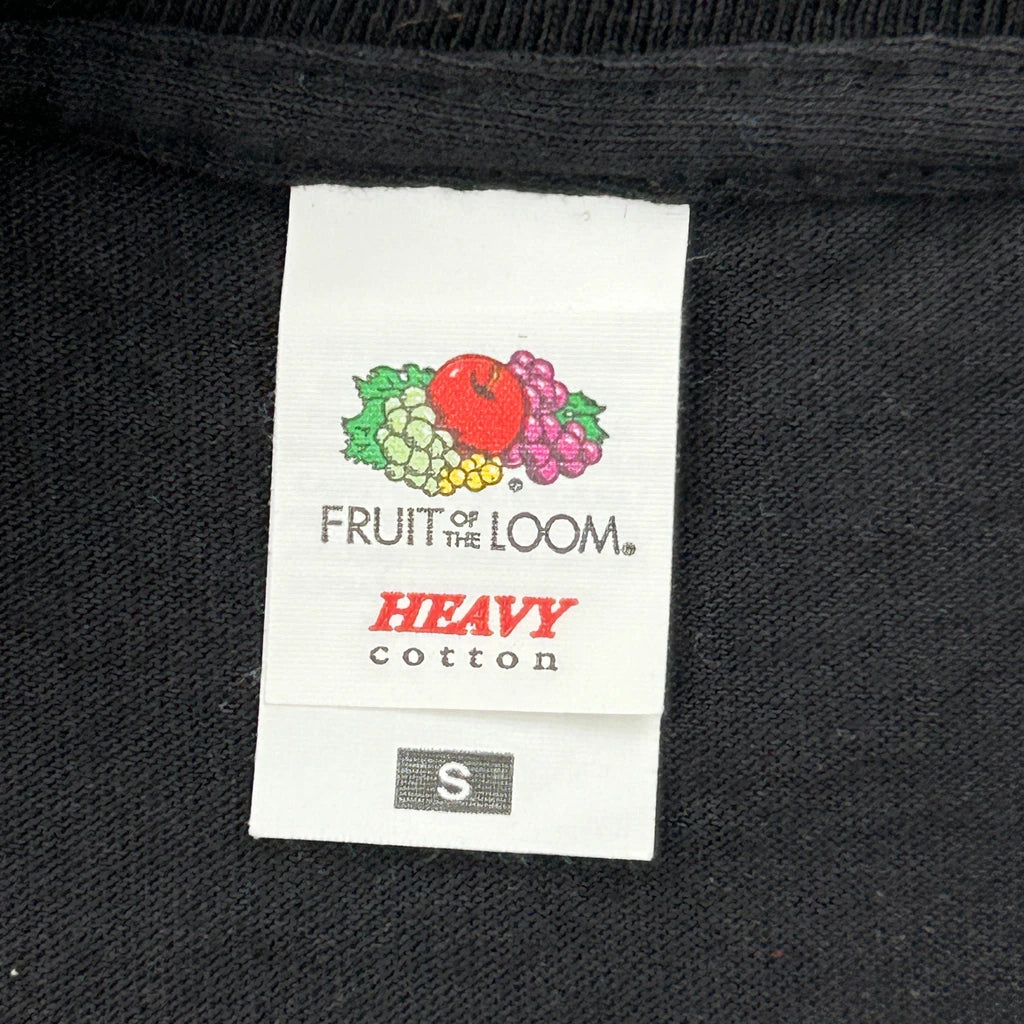 FRUIT OF THE LOOM®
HEAVY
cotton
S